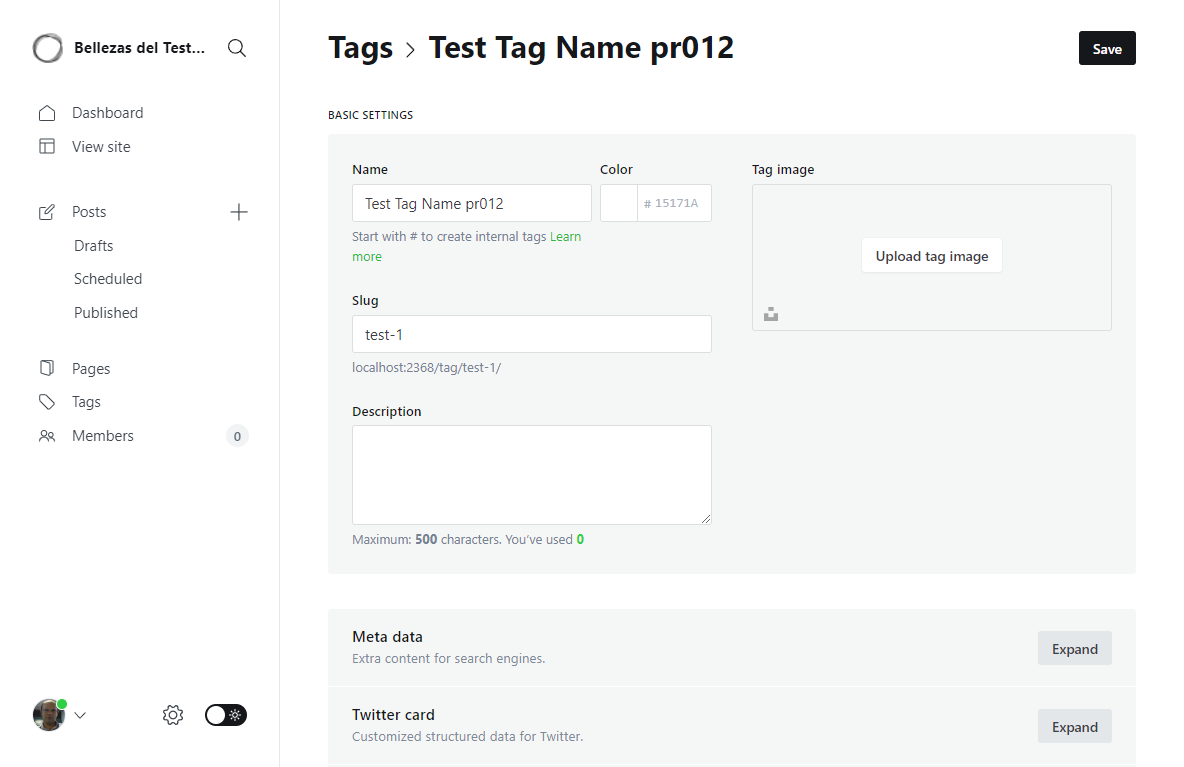 Bellezas del Test...
Dashboard
View site
Posts
Drafts
Scheduled
Published
Pages
Tags
Members
0
Tags > Test Tag Name pr012
Save
BASIC SETTINGS
Name
Test Tag Name pr012
Start with # to create internal tags Learn
more
Color
# 15171A
Slug
test-1
localhost:2368/tag/test-1/
Description
Maximum: 500 characters. You’ve used 0
Tag image
Upload tag image
Meta data
Extra content for search engines.
Expand
Twitter card
Customized structured data for Twitter.
Expand